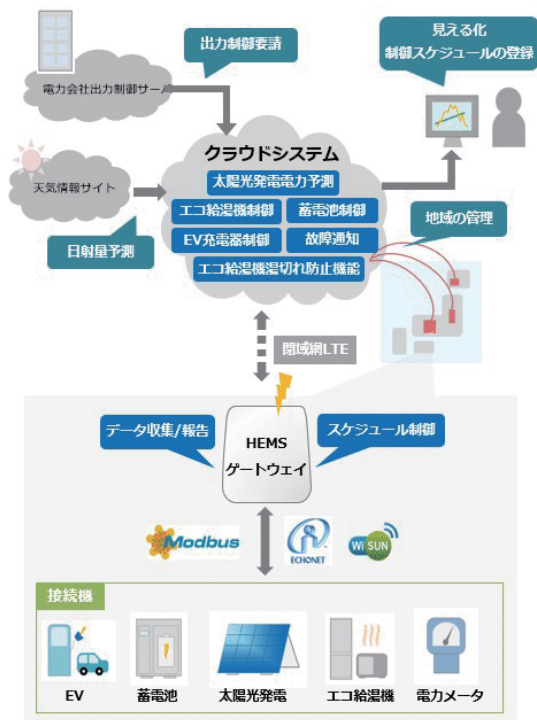 出力制御要請
見える化
制御スケジュールの登録
電力会社出力制御サーバ
クラウドシステム
太陽光発電電力予測
天気情報サイト
エコ給湯機制御
蓄電池制御
地域の管理
日射量予測
EV充電器制御
故障通知
エコ給湯機湯切れ防止機能
閉域網LTE
データ収集/報告
HEMS
ゲートウェイ
スケジュール制御
Modbus
ECHONET
Wi SUN
接続機
EV
蓄電池
太陽光発電
エコ給湯機
電力メータ